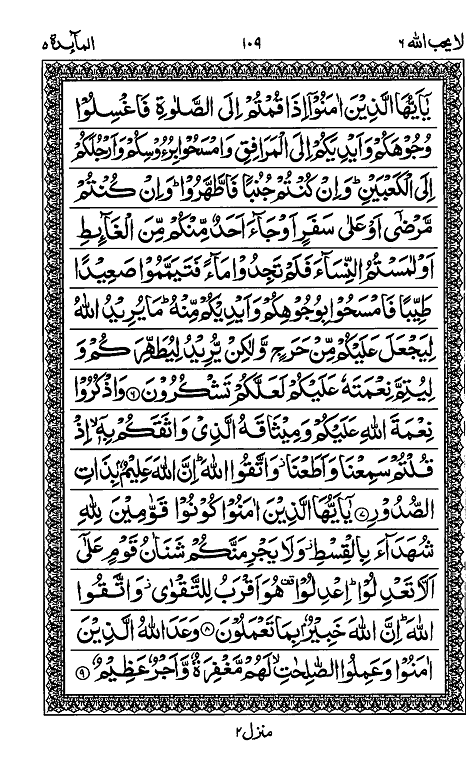 لا یحب الله ٦
١٠٩
المآئدة ٥
یٰۤاَیُّهَا الَّذِیْنَ اٰمَنُوْۤا اِذَا قُمْتُمْ اِلَى الصَّلٰوةِ فَاغْسِلُوْا
وُجُوْهَكُمْ وَاَیْدِیَكُمْ اِلَى الْمَرَافِقِ وَامْسَحُوْا بِرُءُوْسِكُمْ وَاَرْجُلَكُمْ
اِلَى الْكَعْبَیْنِ ؕ وَاِنْ كُنْتُمْ جُنُبًا فَاطَّهَّرُوْا ؕ وَاِنْ كُنْتُمْ
مَّرْضٰۤى اَوْ عَلٰى سَفَرٍ اَوْ جَآءَ اَحَدٌ مِّنْكُمْ مِّنَ الْغَآئِطِ
اَوْ لٰمَسْتُمُ النِّسَآءَ فَلَمْ تَجِدُوْا مَآءً فَتَیَمَّمُوْا صَعِیْدًا
طَیِّبًا فَامْسَحُوْا بِوُجُوْهِكُمْ وَاَیْدِیْكُمْ مِّنْهُ ؕ مَا یُرِیْدُ اللّٰهُ
لِیَجْعَلَ عَلَیْكُمْ مِّنْ حَرَجٍ وَّلٰكِنْ یُّرِیْدُ لِیُطَهِّرَكُمْ وَ
لِیُتِمَّ نِعْمَتَهٗ عَلَیْكُمْ لَعَلَّكُمْ تَشْكُرُوْنَ ۝٦ وَاذْكُرُوْا
نِعْمَةَ اللّٰهِ عَلَیْكُمْ وَمِیْثَاقَهُ الَّذِیْ وَاثَقَكُمْ بِهٖۤ ۙ اِذْ
قُلْتُمْ سَمِعْنَا وَاَطَعْنَا ؗ وَاتَّقُوا اللّٰهَ ؕ اِنَّ اللّٰهَ عَلِیْمٌۢ بِذَاتِ
الصُّدُوْرِ ۝٧ یٰۤاَیُّهَا الَّذِیْنَ اٰمَنُوْا كُوْنُوْا قَوّٰمِیْنَ لِلّٰهِ
شُهَدَآءَ بِالْقِسْطِ ؗ وَلَا یَجْرِمَنَّكُمْ شَنَاٰنُ قَوْمٍ عَلٰۤى
اَلَّا تَعْدِلُوْا ؕ اِعْدِلُوْا ۫ هُوَ اَقْرَبُ لِلتَّقْوٰى ؗ وَاتَّقُوا
اللّٰهَ ؕ اِنَّ اللّٰهَ خَبِیْرٌۢ بِمَا تَعْمَلُوْنَ ۝٨ وَعَدَ اللّٰهُ الَّذِیْنَ
اٰمَنُوْا وَعَمِلُوا الصّٰلِحٰتِ ۙ لَهُمْ مَّغْفِرَةٌ وَّاَجْرٌ عَظِیْمٌ ۝٩
منزل ٢